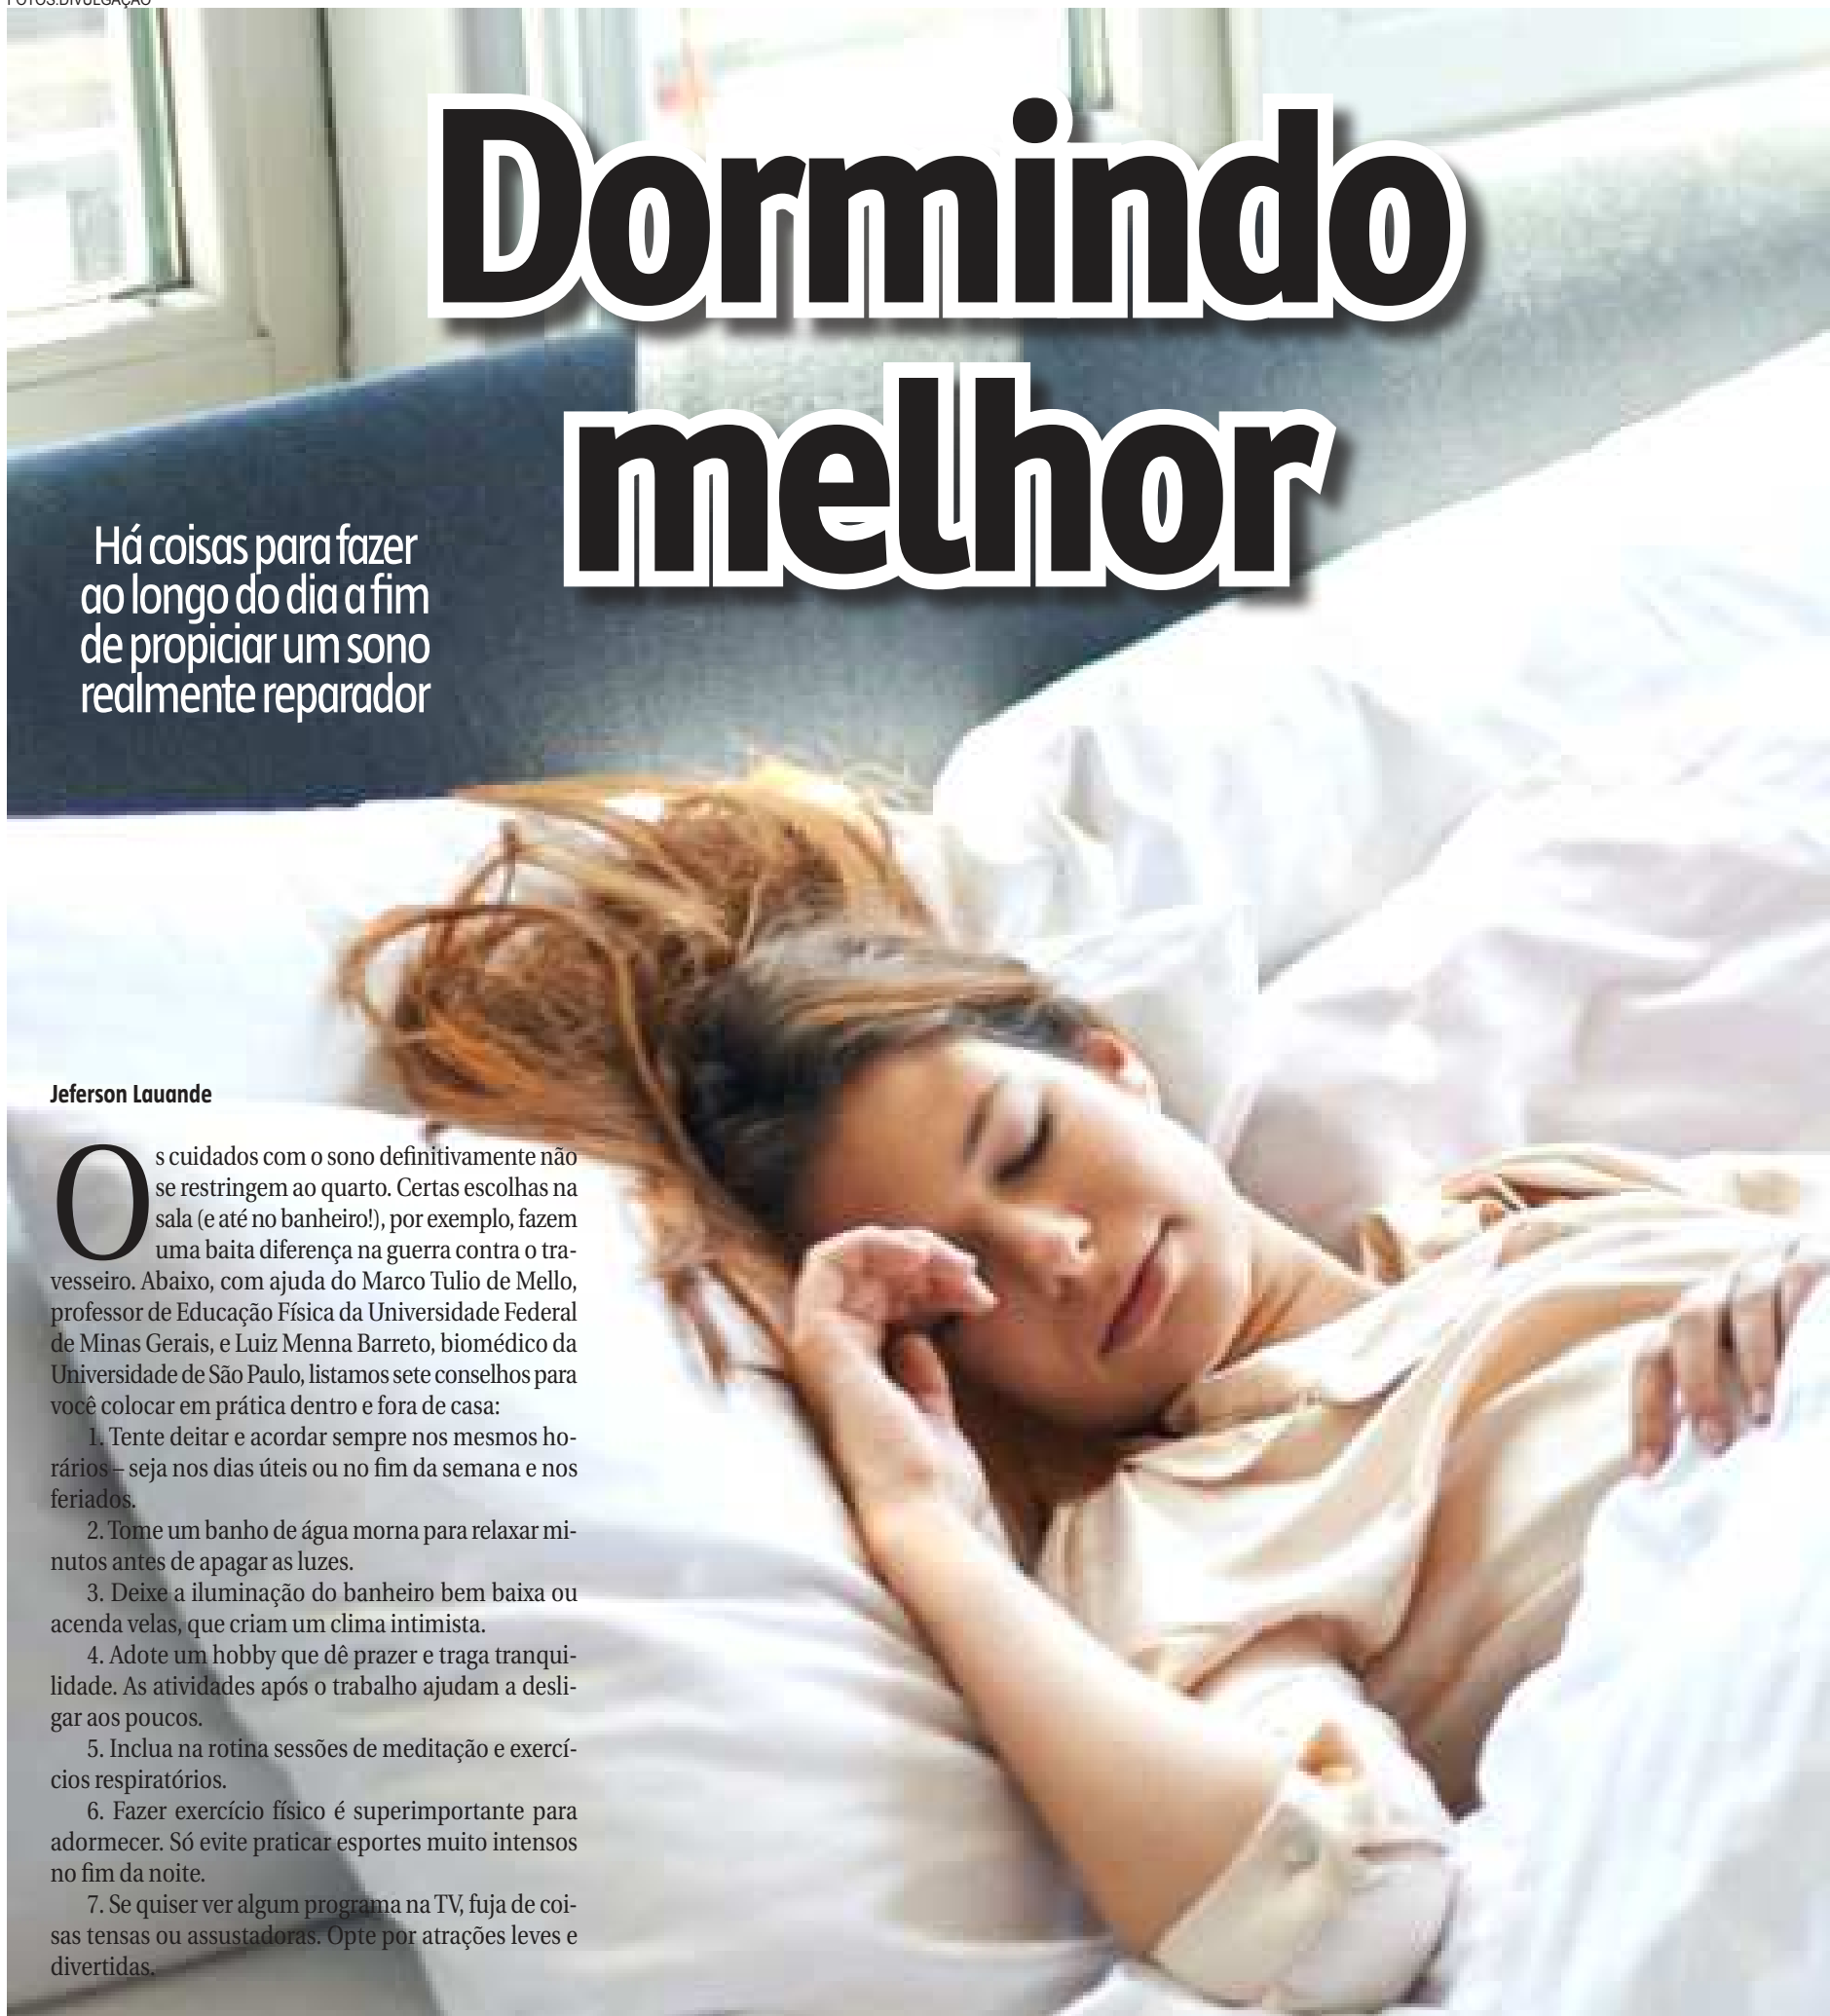 FOTOS:DIVULGAÇÃO
Dormindo
melhor
Há coisas para fazer
ao longo do dia a fim
de propiciar um sono
realmente reparador
Jeferson Lauande
Os cuidados com o sono definitivamente não
se restringem ao quarto. Certas escolhas na
sala (e até no banheiro!), por exemplo, fazem
uma baita diferença na guerra contra o tra-
vesseiro. Abaixo, com ajuda do Marco Tulio de Mello,
professor de Educação Física da Universidade Federal
de Minas Gerais, e Luiz Menna Barreto, biomédico da
Universidade de São Paulo, listamos sete conselhos para
você colocar em prática dentro e fora de casa:
1. Tente deitar e acordar sempre nos mesmos ho-
rários – seja nos dias úteis ou no fim da semana e nos
feriados.
2. Tome um banho de água morna para relaxar mi-
nutos antes de apagar as luzes.
3. Deixe a iluminação do banheiro bem baixa ou
acenda velas, que criam um clima intimista.
4. Adote um hobby que dê prazer e traga tranqui-
lidade. As atividades após o trabalho ajudam a desli-
gar aos poucos.
5. Inclua na rotina sessões de meditação e exercí-
cios respiratórios.
6. Fazer exercício físico é superimportante para
adormecer. Só evite praticar esportes muito intensos
no fim da noite.
7. Se quiser ver algum programa na TV, fuja de coi-
sas tensas ou assustadoras. Opte por atrações leves e
divertidas.